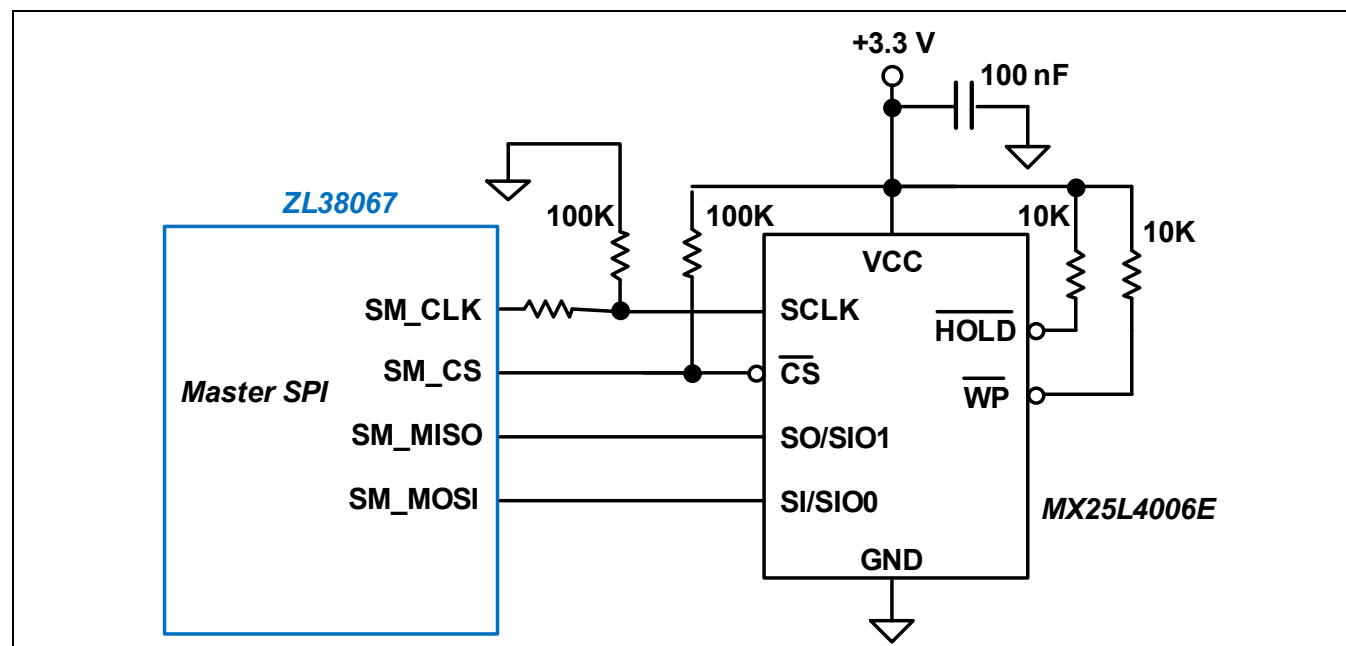 +3.3 V
100 nF
ZL38067
100K
100K
10K
10K
VCC
SM_CLK
SCLK
HOLD
SM_CS
CS
Master SPI
WP
SM_MISO
SO/SIO1
SM_MOSI
SI/SIO0
MX25L4006E
GND